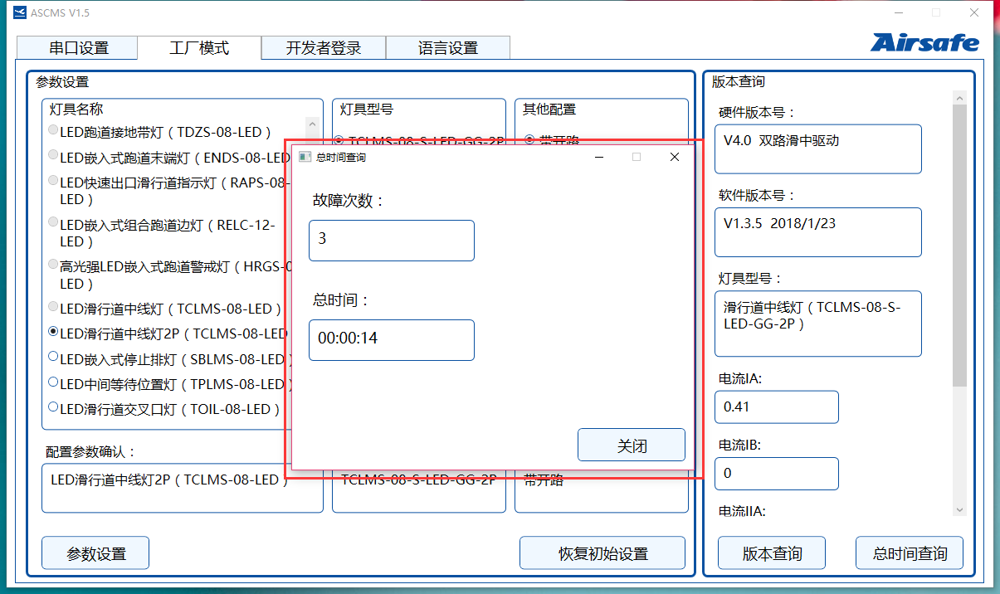 ASCMS V1.5
串口设置
工厂模式
开发者登录
语言设置
Airsafe
参数设置
灯具名称
LED跑道接地带灯（TDZS-08-LED）
LED嵌入式跑道末端灯（ENDS-08-LED
LED快速出口滑行道指示灯（RAPS-08-
LED）
LED嵌入式组合跑道边灯（RELC-12-
LED）
高光强LED嵌入式跑道警戒灯（HRGS-0
LED）
LED滑行道中线灯（TCLMS-08-LED）
LED滑行道中线灯2P（TCLMS-08-LED
LED嵌入式停止排灯（SBLMS-08-LED）
LED中间等待位置灯（TPLMS-08-LED）
LED滑行道交叉口灯（TOIL-08-LED）
灯具型号
TCLMS-08-S-LED-GG-2P
其他配置
带开路
总时间查询
故障次数：
3
总时间：
00:00:14
关闭
配置参数确认：
LED滑行道中线灯2P（TCLMS-08-LED）
TCLMS-08-S-LED-GG-2P
带开路
参数设置
恢复初始设置
版本查询
硬件版本号：
V4.0 双路滑中驱动
软件版本号：
V1.3.5 2018/1/23
灯具型号：
滑行道中线灯（TCLMS-08-S-
LED-GG-2P）
电流IA:
0.41
电流IB:
0
电流IIA:
版本查询
总时间查询